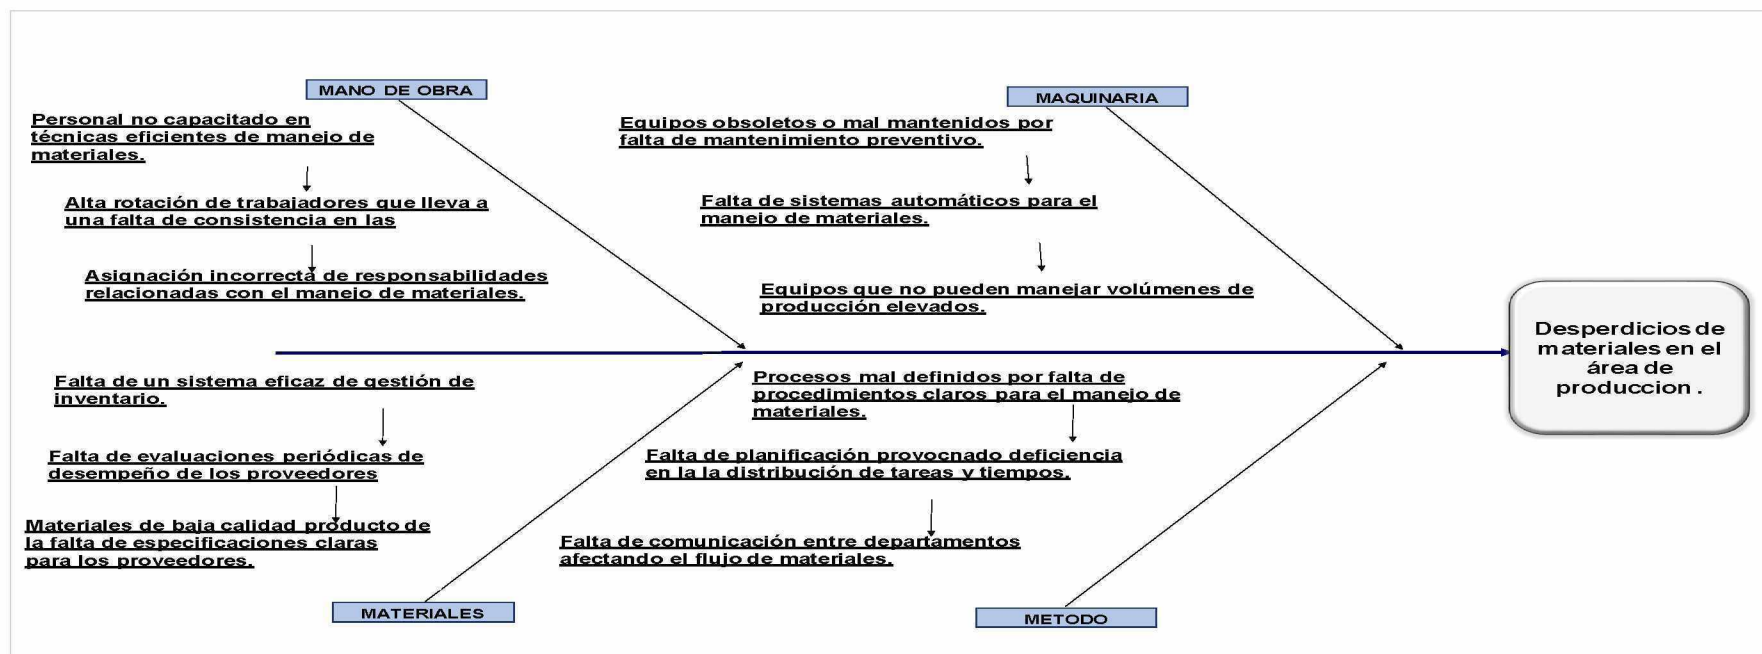 MANO DE OBRA
Personal no capacitado en
técnicas eficientes de manejo de
materiales.
Alta rotación de trabajadores que lleva a
una falta de consistencia en las
Asignación incorrecta de responsabilidades
relacionadas con el manejo de materiales.
MAQUINARIA
Equipos obsoletos o mal mantenidos por
falta de mantenimiento preventivo.
Falta de sistemas automáticos para el
manejo de materiales.
Equipos que no pueden manejar volúmenes de
producción elevados.
Desperdicios de
materiales en el
área de
produccion .
Falta de un sistema eficaz de gestión de
inventario.
Falta de evaluaciones periódicas de
desempeño de los proveedores
Materiales de baja calidad producto de
la falta de especificaciones claras
para los proveedores.
MATERIALES
Procesos mal definidos por falta de
procedimientos claros para el manejo de
materiales.
Falta de planificación provocnado deficiencia
en la la distribución de tareas y tiempos.
Falta de comunicación entre departamentos
afectando el flujo de materiales.
METODO